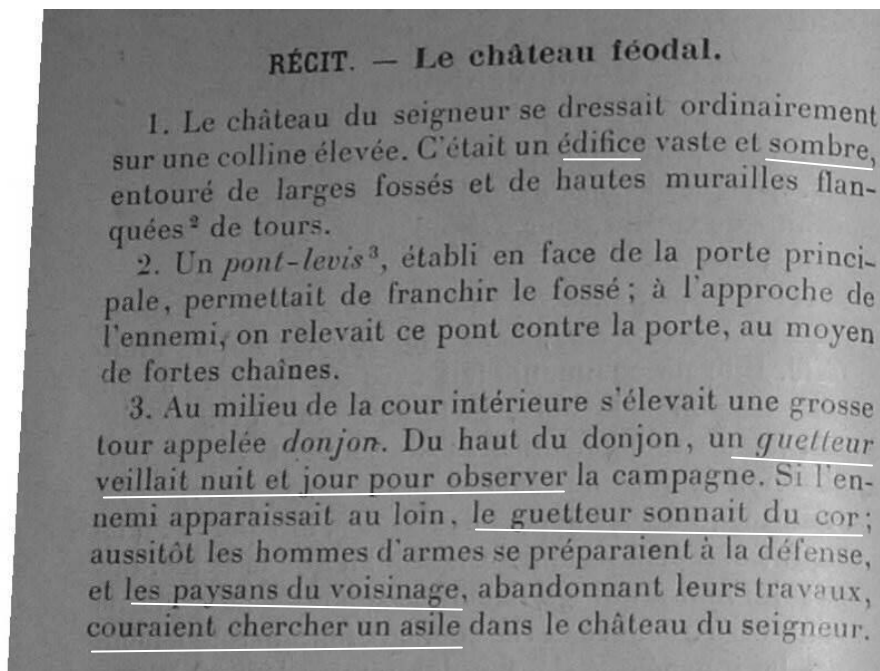 RÉCIT. — Le château féodal.
1. Le château du seigneur se dressait ordinairement
sur une colline élevée. C'était un édifice vaste et sombre,
entouré de larges fossés et de hautes murailles flan-
quées² de tours.
2. Un pont-levis³, établi en face de la porte princi-
pale, permettait de franchir le fossé; à l'approche de
l'ennemi, on relevait ce pont contre la porte, au moyen
de fortes chaînes.
3. Au milieu de la cour intérieure s'élevait une grosse
tour appelée donjon. Du haut du donjon, un guetteur
veillait nuit et jour pour observer la campagne. Si l'en-
nemi apparaissait au loin, le guetteur sonnait du cor;
aussitôt les hommes d'armes se préparaient à la défense,
et les paysans du voisinage, abandonnant leurs travaux,
couraient chercher un asile dans le château du seigneur.